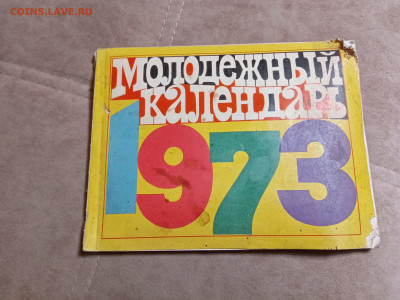 COINS.LAVE.RU
Молодежный
календарь
1973